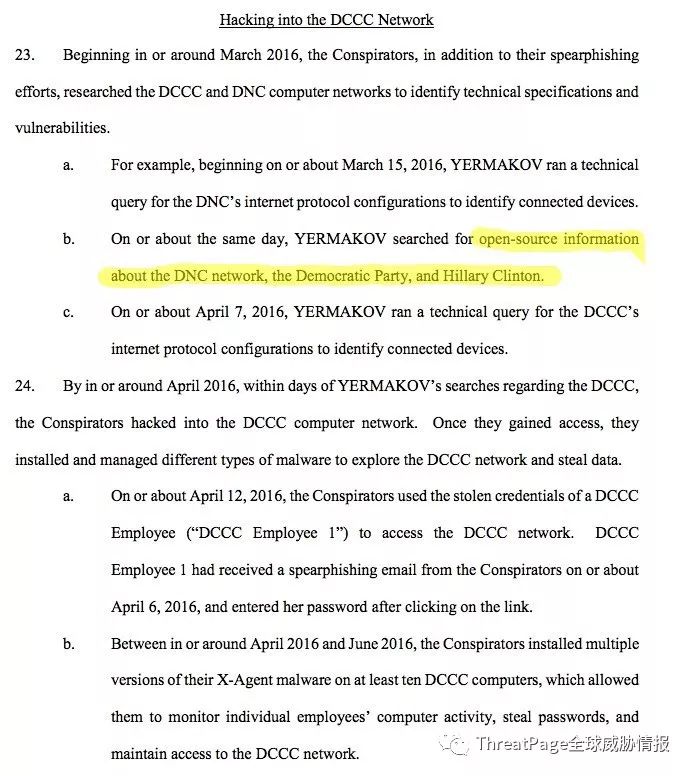 Hacking into the DCCC Network
23. Beginning in or around March 2016, the Conspirators, in addition to their spearphishing
efforts, researched the DCCC and DNC computer networks to identify technical specifications and
vulnerabilities.
a. For example, beginning on or about March 15, 2016, YERMAKOV ran a technical
query for the DNC’s internet protocol configurations to identify connected devices.
b. On or about the same day, YERMAKOV searched for open-source information
about the DNC network, the Democratic Party, and Hillary Clinton.
c. On or about April 7, 2016, YERMAKOV ran a technical query for the DCCC’s
internet protocol configurations to identify connected devices.
24. By in or around April 2016, within days of YERMAKOV’s searches regarding the DCCC,
the Conspirators hacked into the DCCC computer network. Once they gained access, they
installed and managed different types of malware to explore the DCCC network and steal data.
a. On or about April 12, 2016, the Conspirators used the stolen credentials of a DCCC
Employee (“DCCC Employee 1”) to access the DCCC network. DCCC
Employee 1 had received a spearphishing email from the Conspirators on or about
April 6, 2016, and entered her password after clicking on the link.
b. Between in or around April 2016 and June 2016, the Conspirators installed multiple
versions of their X-Agent malware on at least ten DCCC computers, which allowed
them to monitor individual employees’ computer activity, steal passwords, and
maintain access to the DCCC network.
ThreatPage全球威胁情报